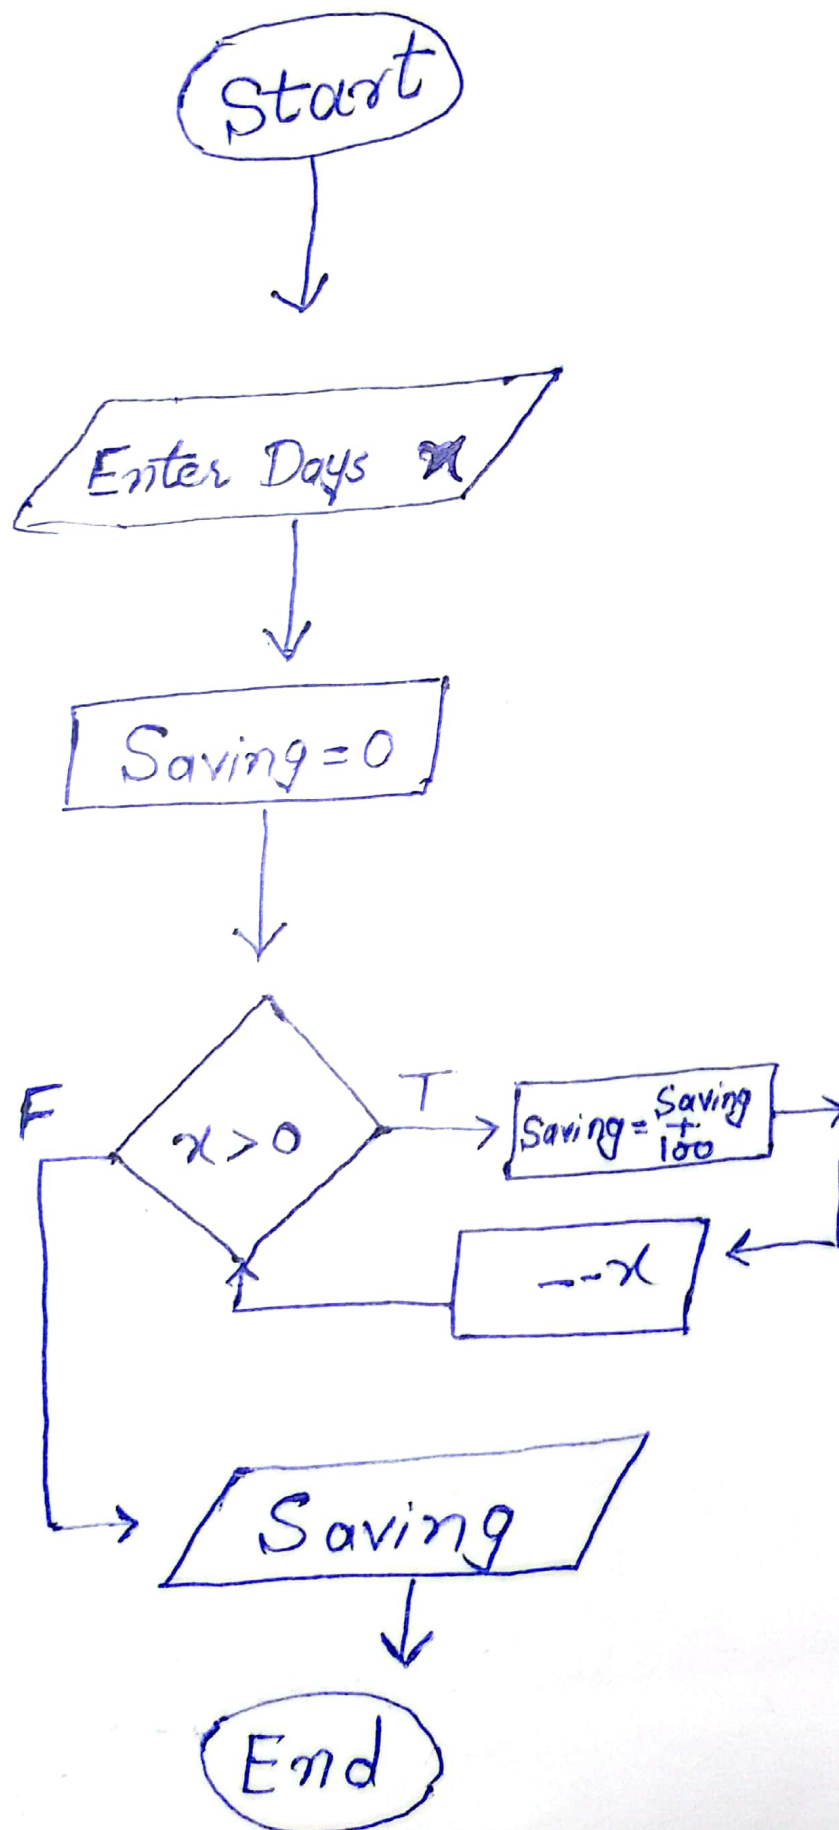 Start
Enter Days x
Saving = 0
x > 0
F
T
Saving = Saving + 100
--x
Saving
End